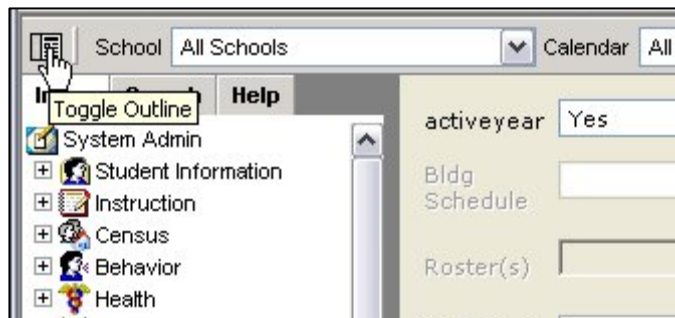 School All Schools Calendar All
Help
Toggle Outline
activeyear Yes
System Admin
Student Information
Bldg
Schedule
Instruction
Census
Behavior
Roster(s)
Health